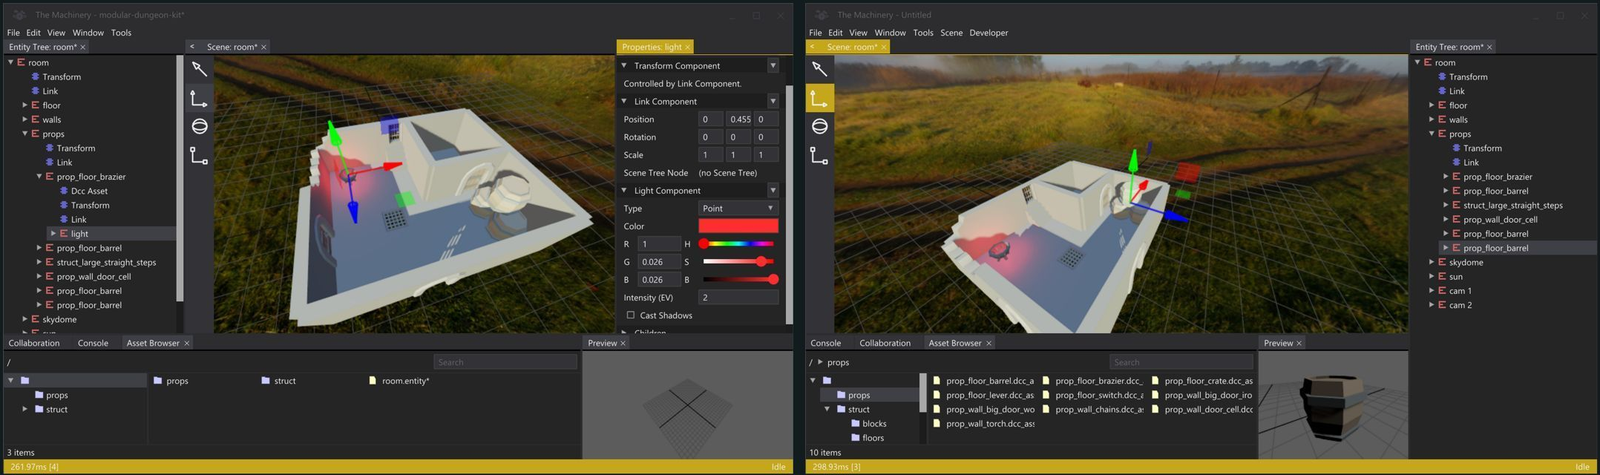 The Machinery - modular-dungeon-kit*
File Edit View Window Tools
Entity Tree: room* ×
room
Transform
Link
floor
walls
props
Transform
Link
prop_floor_brazier
Dcc Asset
Transform
Link
light
prop_floor_barrel
struct_large_straight_steps
prop_wall_door_cell
prop_floor_barrel
prop_floor_barrel
skydome
< Scene: room* ×
Properties: light ×
Transform Component
Controlled by Link Component.
Link Component
Position 0 0.455 0
Rotation 0 0 0
Scale 1 1 1
Scene Tree Node (no Scene Tree)
Light Component
Type Point
Color
R 1 H
G 0.026 S
B 0.026 B
Intensity (EV) 2
Cast Shadows
Children
Collaboration Console Asset Browser ×
/ Search
props struct room.entity*
props
struct
3 items
Preview ×
261.97ms [4] Idle
The Machinery - Untitled
File Edit View Window Tools Scene Developer
< Scene: room* ×
Entity Tree: room* ×
room
Transform
Link
floor
walls
props
Transform
Link
prop_floor_brazier
prop_floor_barrel
struct_large_straight_steps
prop_wall_door_cell
prop_floor_barrel
prop_floor_barrel
skydome
sun
cam 1
cam 2
Console Collaboration Asset Browser ×
/ props Search
props
struct
blocks
floors
prop_floor_barrel.dcc_a prop_floor_brazier.dcc_ prop_floor_crate.dcc_as
prop_floor_lever.dcc_as prop_floor_switch.dcc_a prop_wall_big_door_iro
prop_wall_big_door_wo prop_wall_chains.dcc_as prop_wall_door_cell.dcc
prop_wall_torch.dcc_ass
10 items
Preview ×
298.93ms [3] Idle